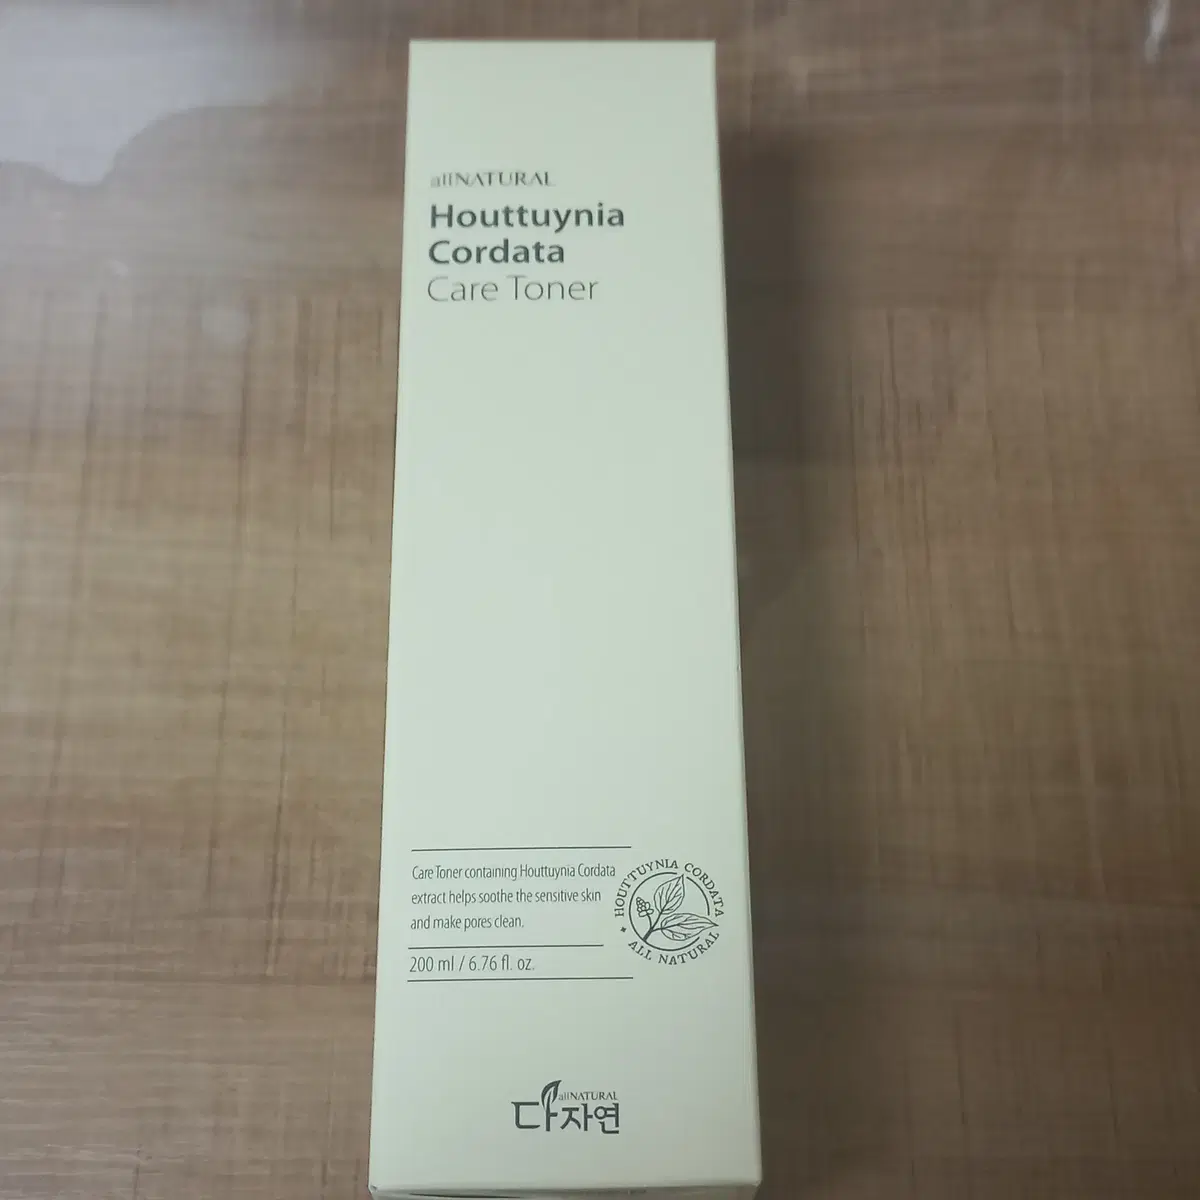 allNATURAL
Houttuynia
Cordata
Care Toner
Care Toner containing Houttuynia Cordata
extract helps soothe the sensitive skin
and make pores clean.
HOUTTUYNIA CORDATA
ALL NATURAL
200 ml / 6.76 fl. oz.
allNATURAL
다자연